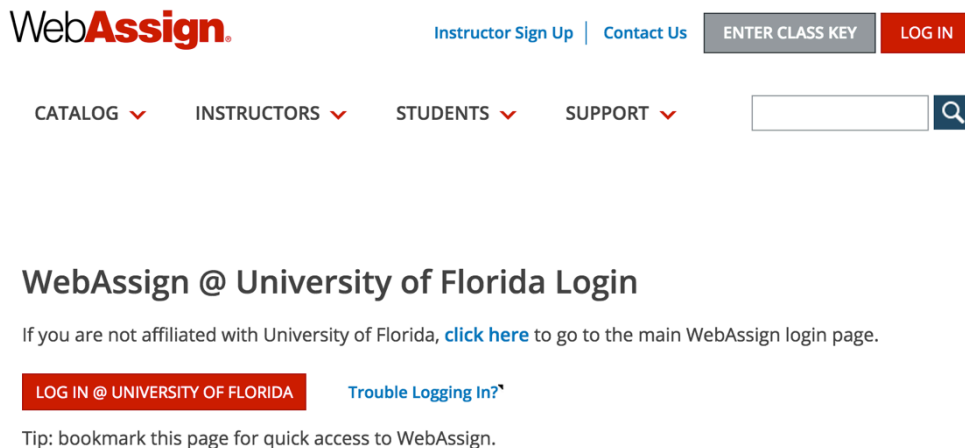 WebAssign.®
Instructor Sign Up | Contact Us ENTER CLASS KEY LOG IN
CATALOG INSTRUCTORS STUDENTS SUPPORT
WebAssign @ University of Florida Login
If you are not affiliated with University of Florida, click here to go to the main WebAssign login page.
LOG IN @ UNIVERSITY OF FLORIDA Trouble Logging In?
Tip: bookmark this page for quick access to WebAssign.